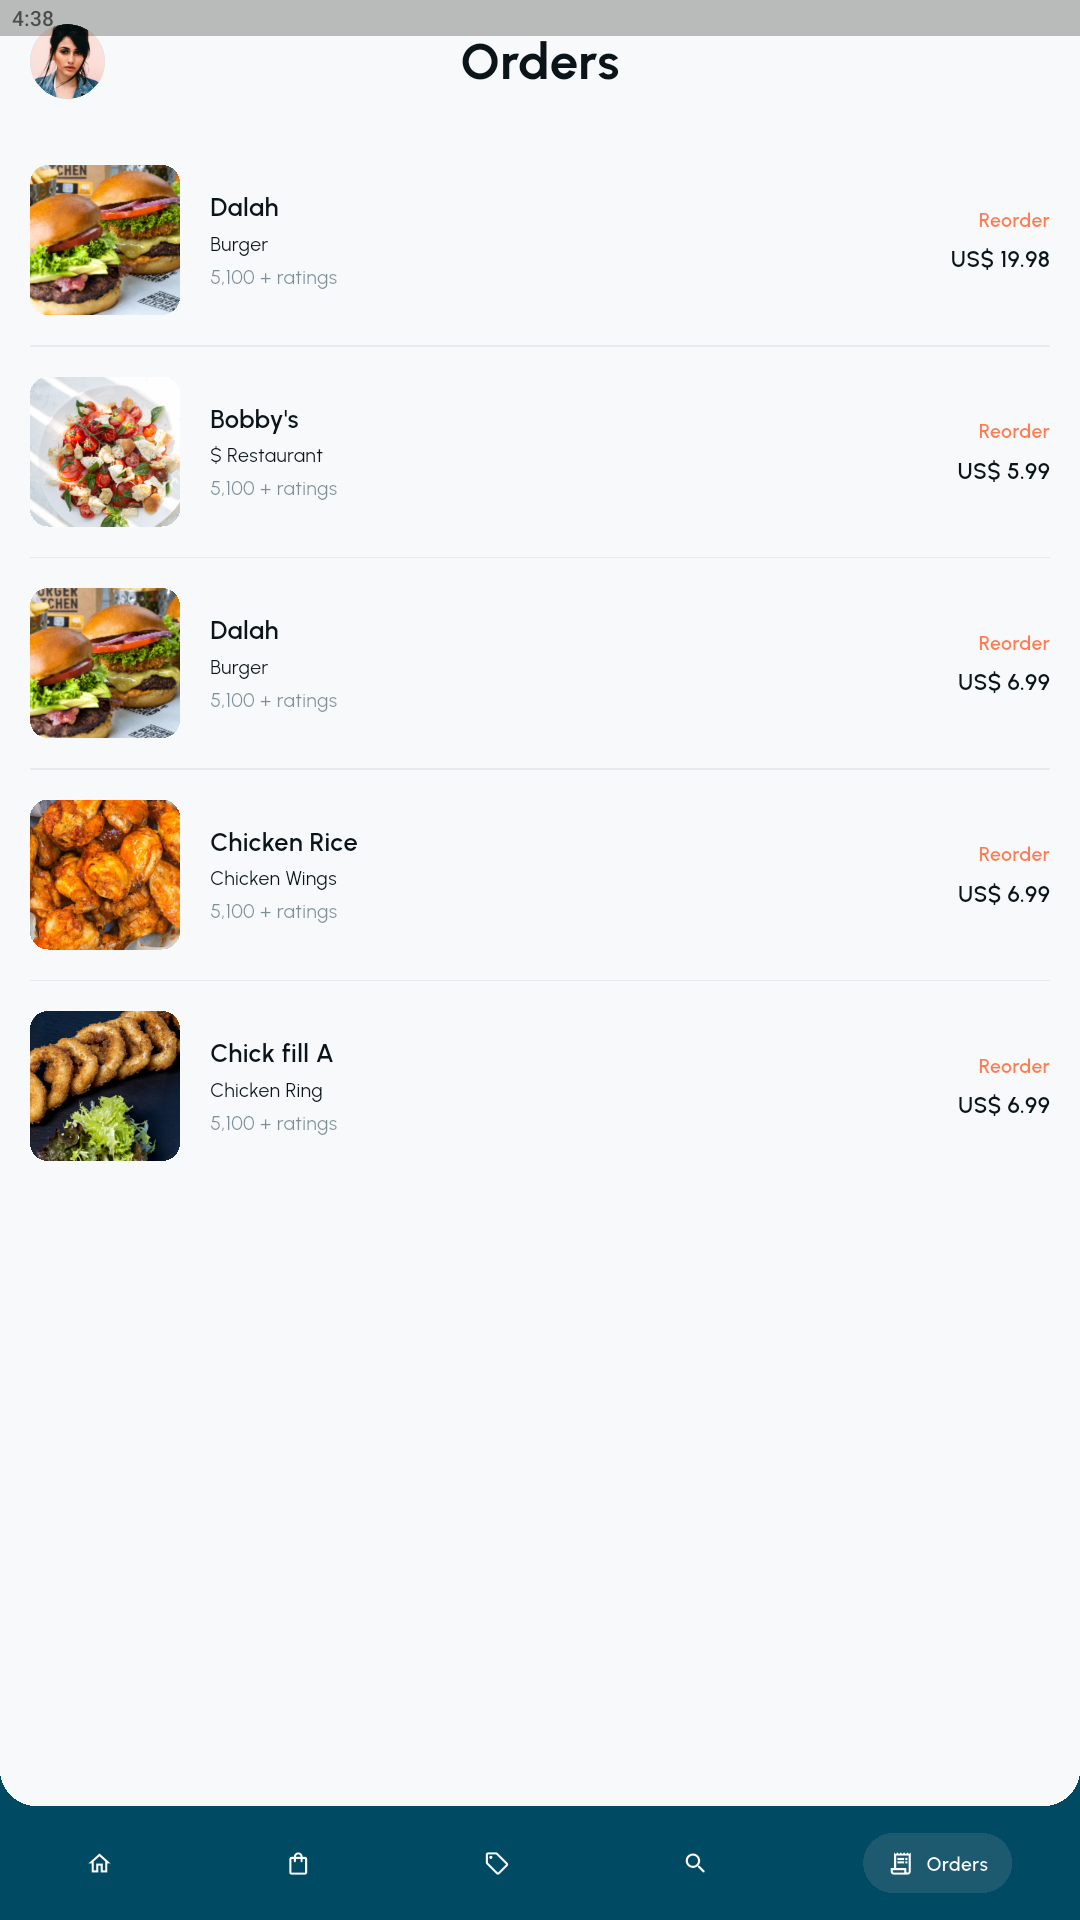 4:38
Orders
Dalah
Burger
5,100 + ratings
Reorder
US$ 19.98
Bobby's
$ Restaurant
5,100 + ratings
Reorder
US$ 5.99
Dalah
Burger
5,100 + ratings
Reorder
US$ 6.99
Chicken Rice
Chicken Wings
5,100 + ratings
Reorder
US$ 6.99
Chick fill A
Chicken Ring
5,100 + ratings
Reorder
US$ 6.99
Orders